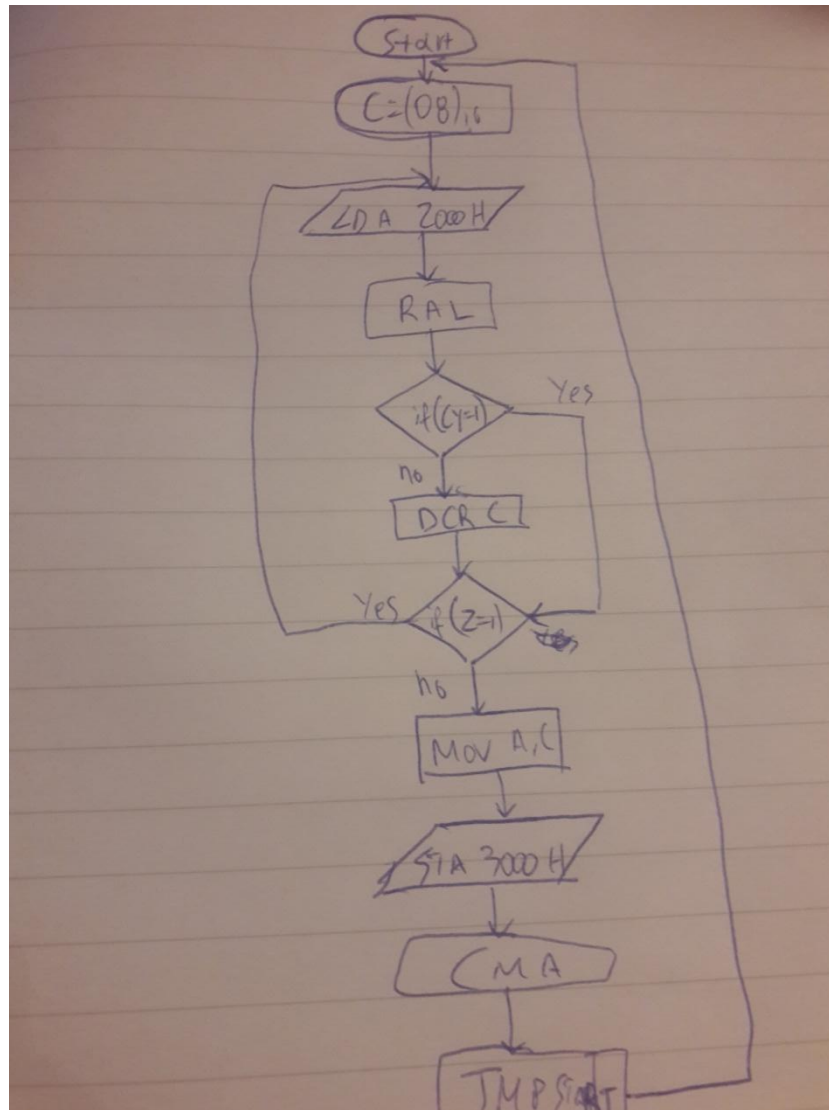 Start
C=(08)16
LDA 2000H
RAL
if(CY=1)
Yes
no
DCR C
Yes
if(Z=1)
no
MOV A,C
STA 3000H
CMA
JMP START